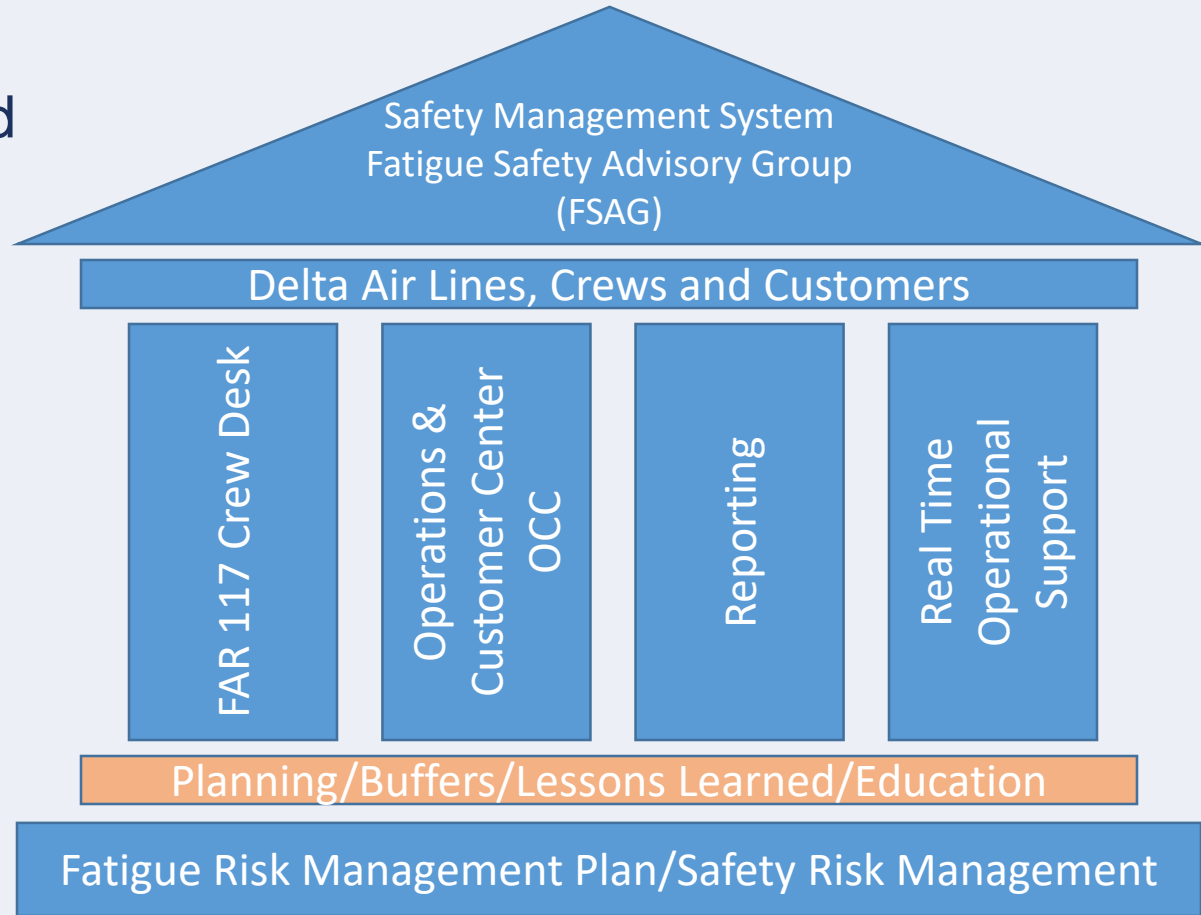 d
Safety Management System
Fatigue Safety Advisory Group
(FSAG)
Delta Air Lines, Crews and Customers
FAR 117 Crew Desk
Operations &
Customer Center
OCC
Reporting
Real Time
Operational
Support
Planning/Buffers/Lessons Learned/Education
Fatigue Risk Management Plan/Safety Risk Management